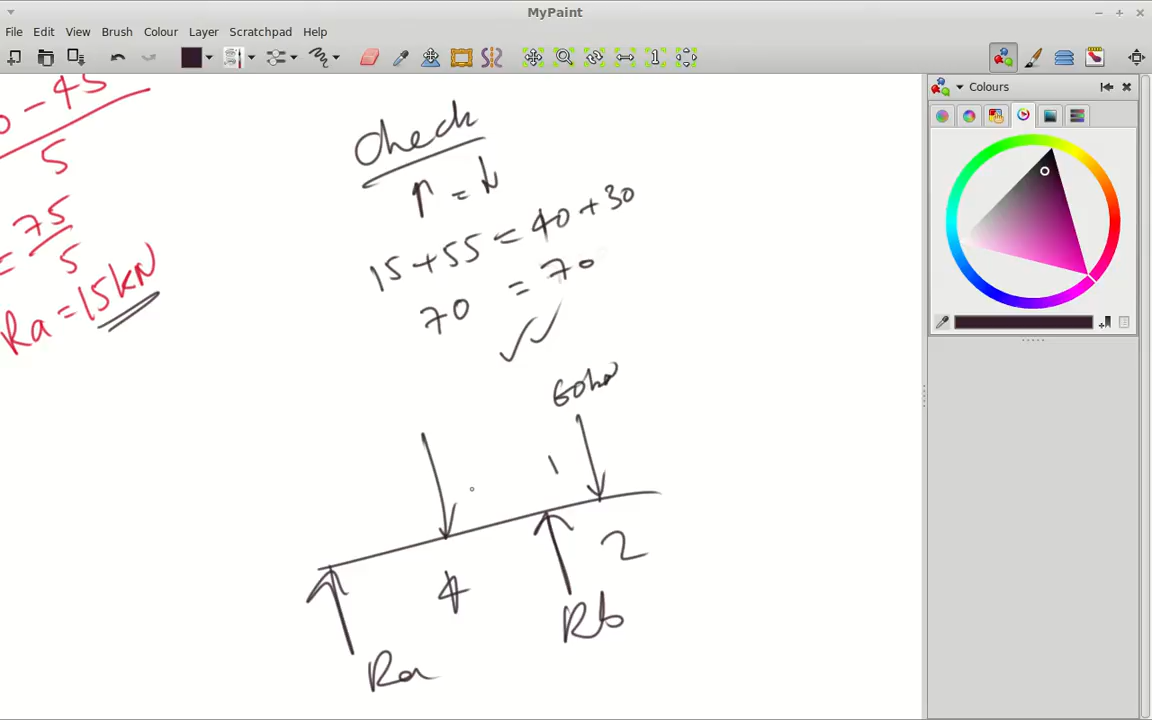 MyPaint
File Edit View Brush Colour Layer Scratchpad Help
Colours
0 - 45
5
= 75
5
Ra = 15kN
check
↑ = ↓
15 + 55 = 40 + 30
70 = 70
60kN
1
2
4
Rb
Ra